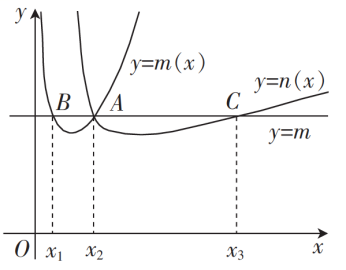 y
y=m(x)
y=n(x)
B A C
y=m
O x₁ x₂ x₃ x